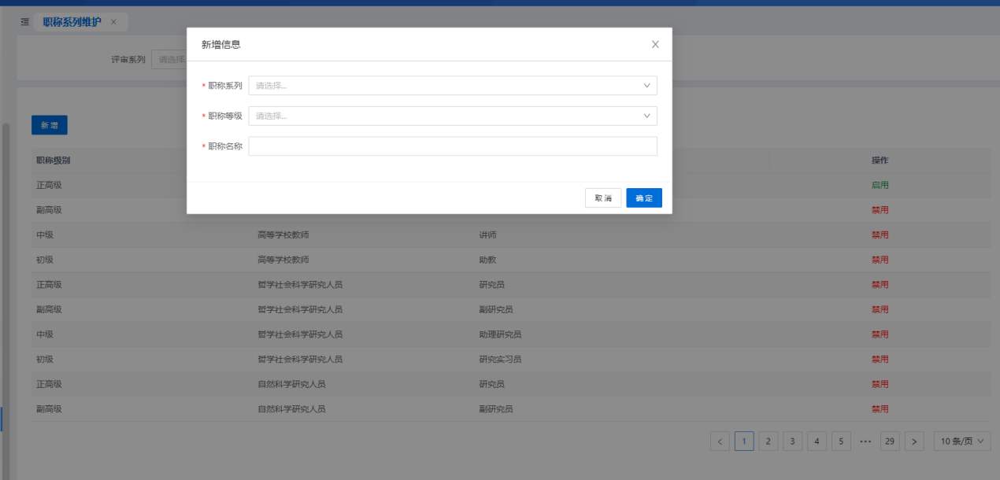 职称系列维护
新增信息
评审系列 请选择...
* 职称系列 请选择...
* 职称等级 请选择...
* 职称名称
新增
取消 确定
职称级别 操作
正高级 启用
副高级 禁用
中级 高等学校教师 讲师 禁用
初级 高等学校教师 助教 禁用
正高级 哲学社会科学研究人员 研究员 禁用
副高级 哲学社会科学研究人员 副研究员 禁用
中级 哲学社会科学研究人员 助理研究员 禁用
初级 哲学社会科学研究人员 研究实习员 禁用
正高级 自然科学研究人员 研究员 禁用
副高级 自然科学研究人员 副研究员 禁用
< 1 2 3 4 5 ••• 29 > 10 条/页